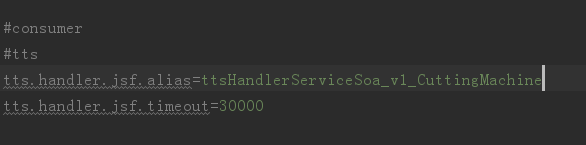 #consumer
#tts
tts.handler.jsf.alias=ttsHandlerServiceSoa_v1_CuttingMachine
tts.handler.jsf.timeout=30000